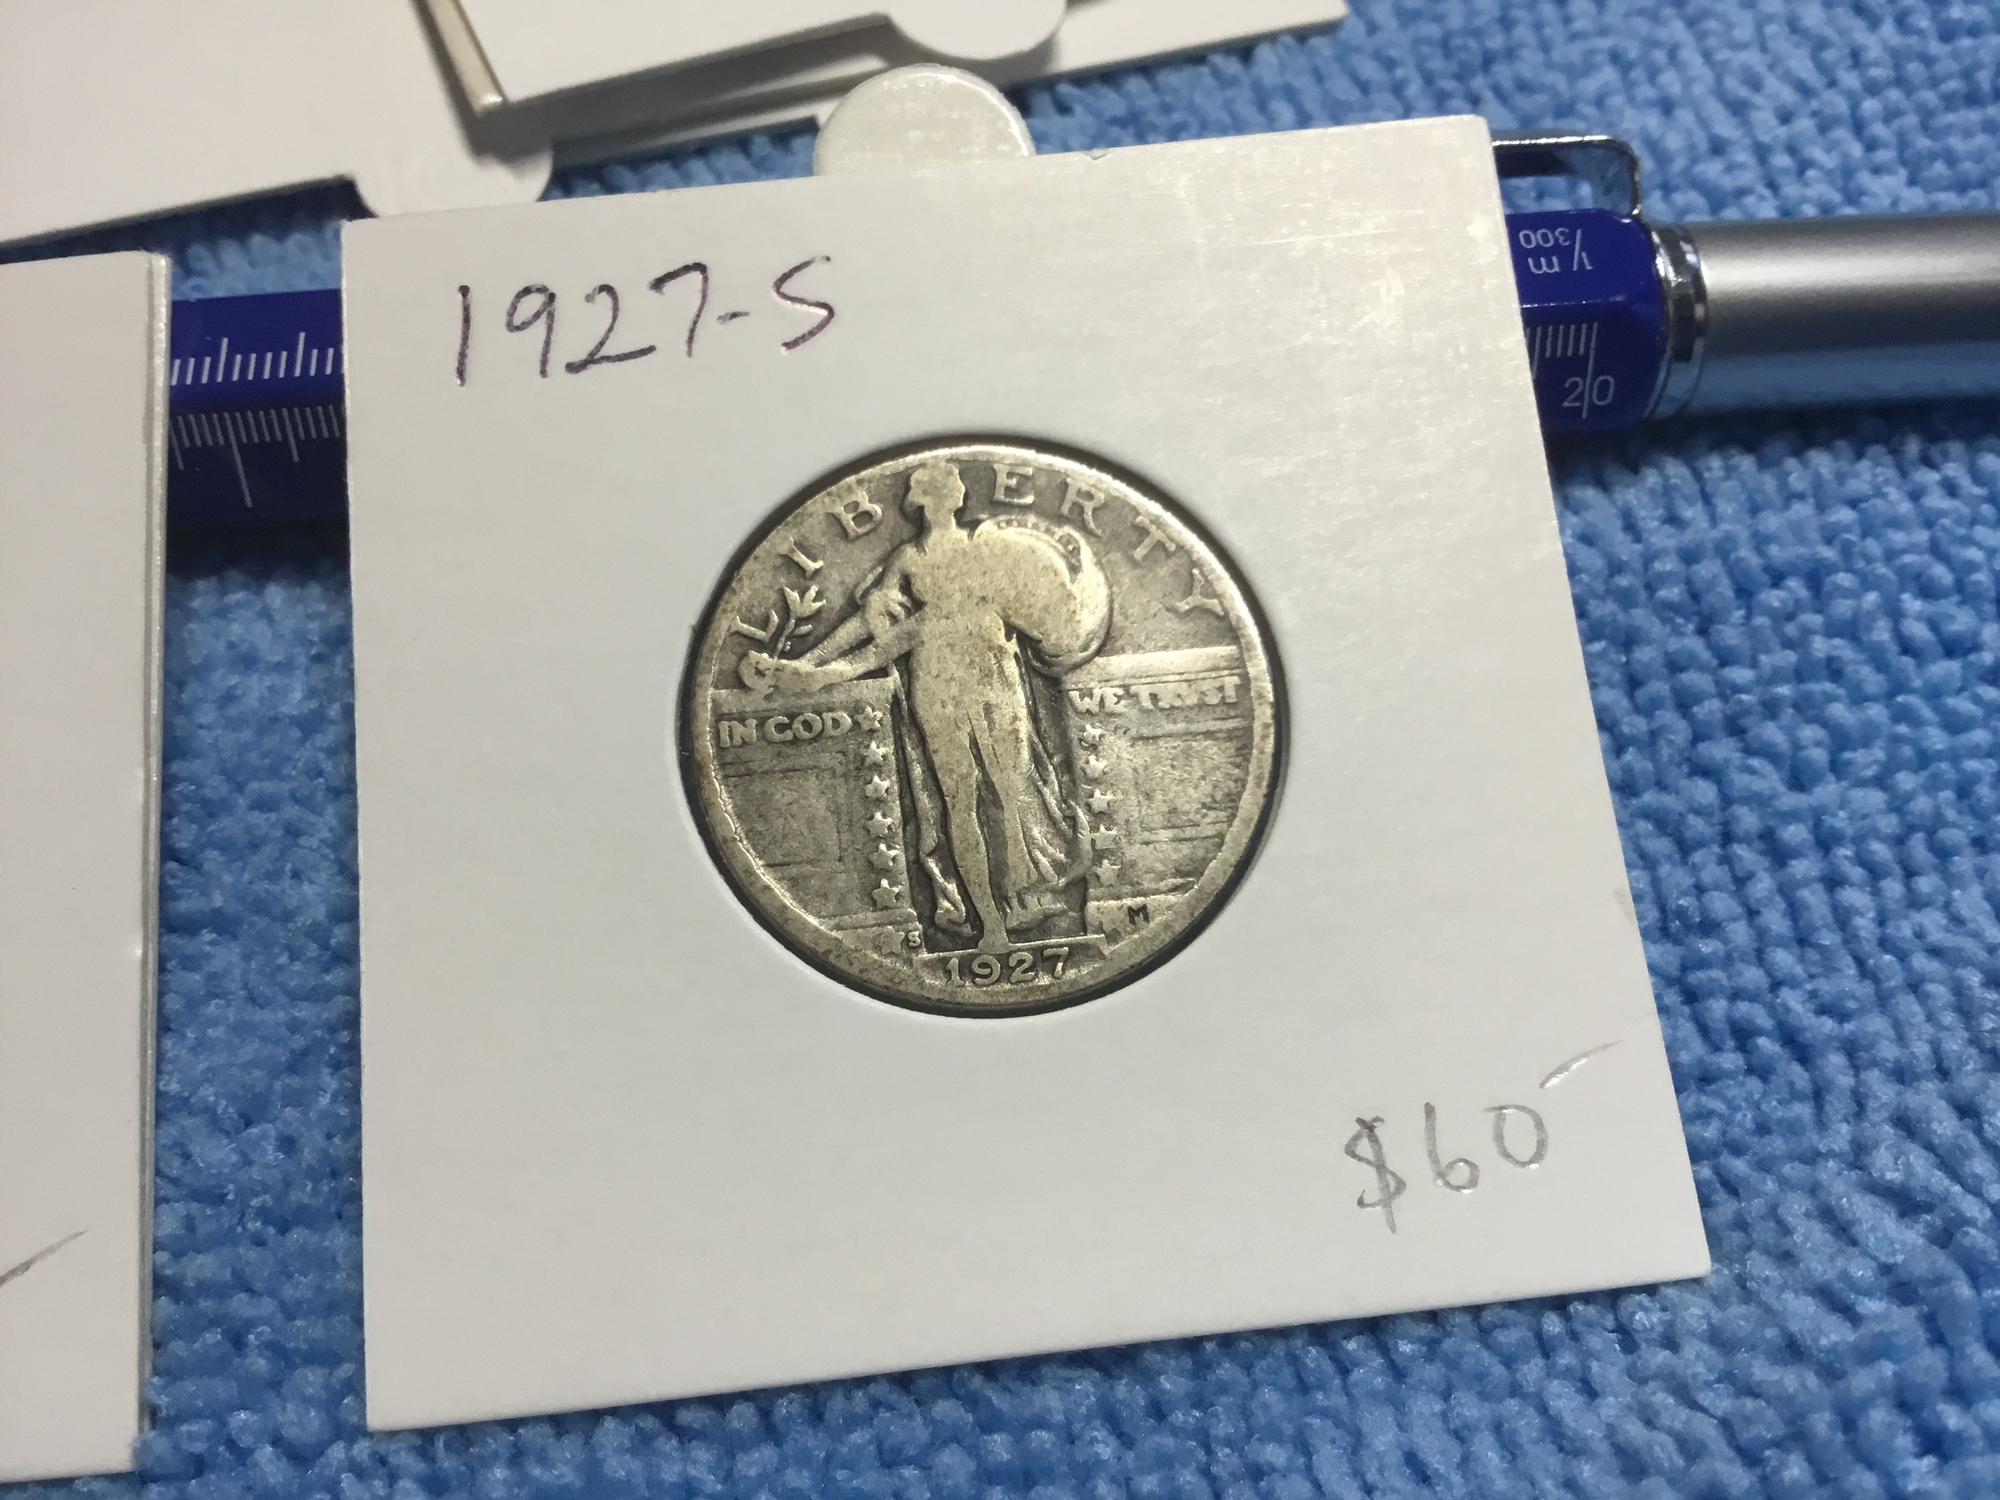 1927-S
1/m
300
20
LIBERTY
IN GOD WE TRUST
S M
1927
$60